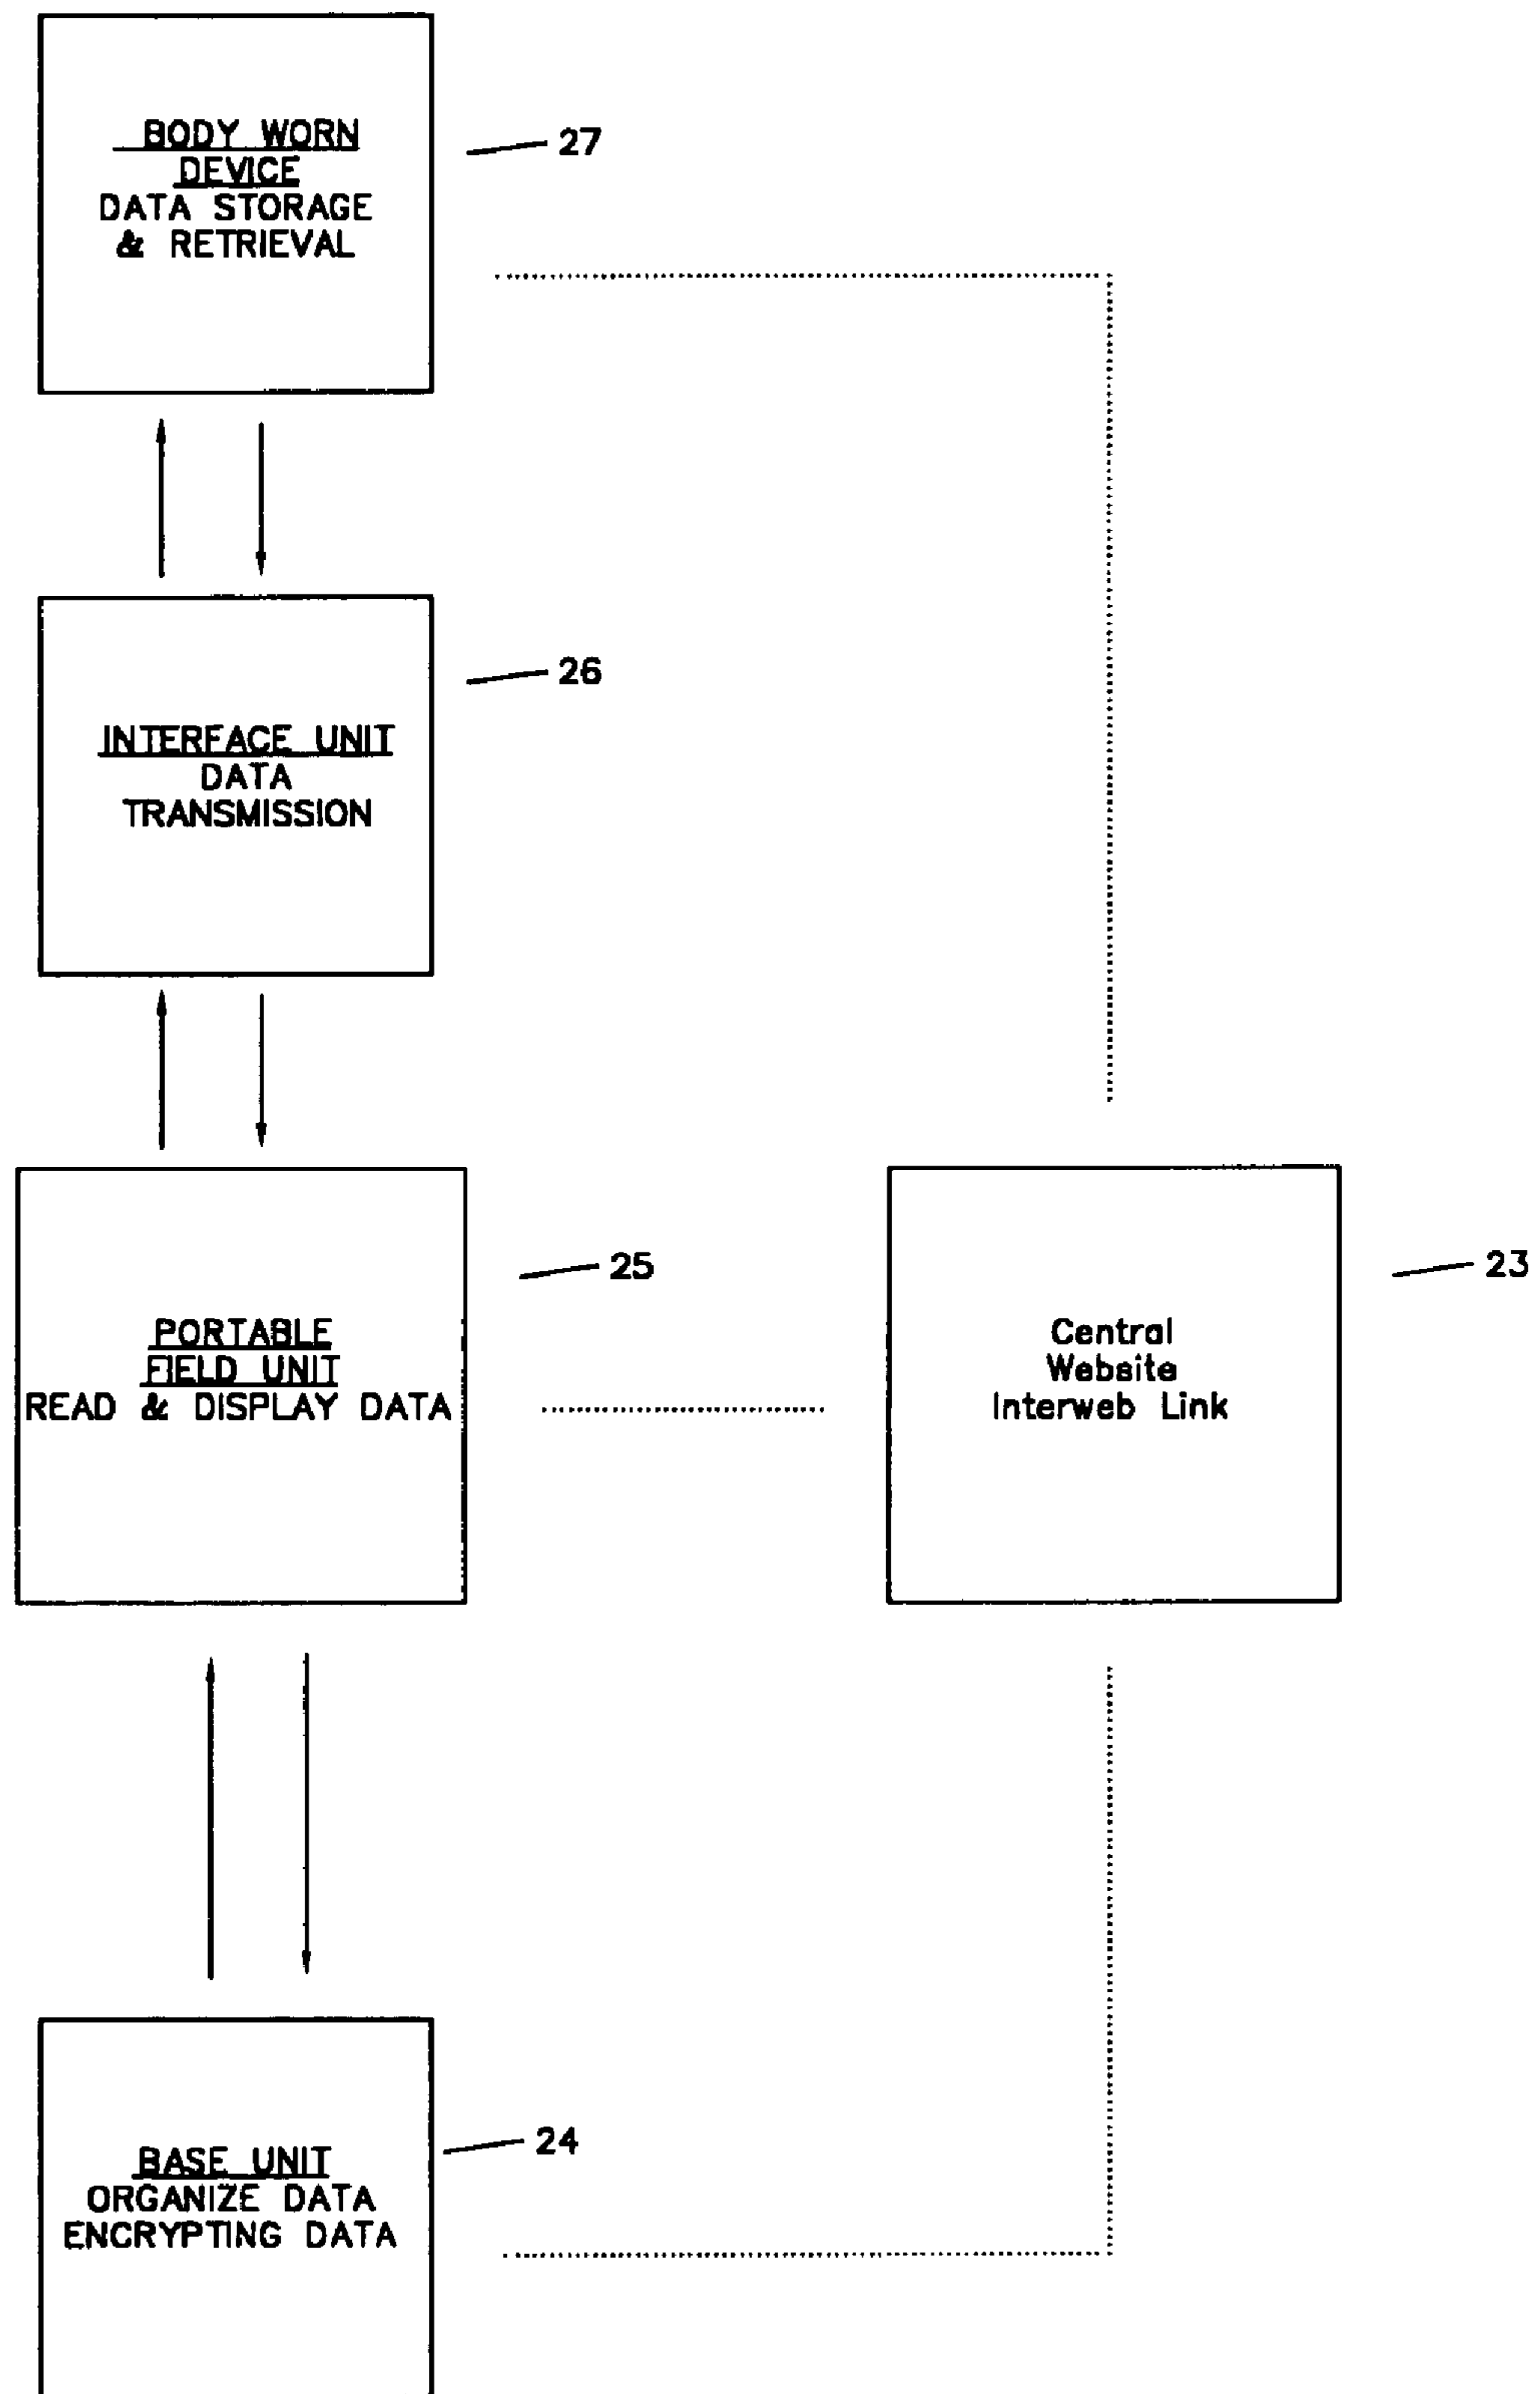 BODY WORN
DEVICE
DATA STORAGE
& RETRIEVAL
27
INTERFACE UNIT
DATA
TRANSMISSION
26
PORTABLE
FIELD UNIT
READ & DISPLAY DATA
25
Central
Website
Interweb Link
23
BASE UNIT
ORGANIZE DATA
ENCRYPTING DATA
24